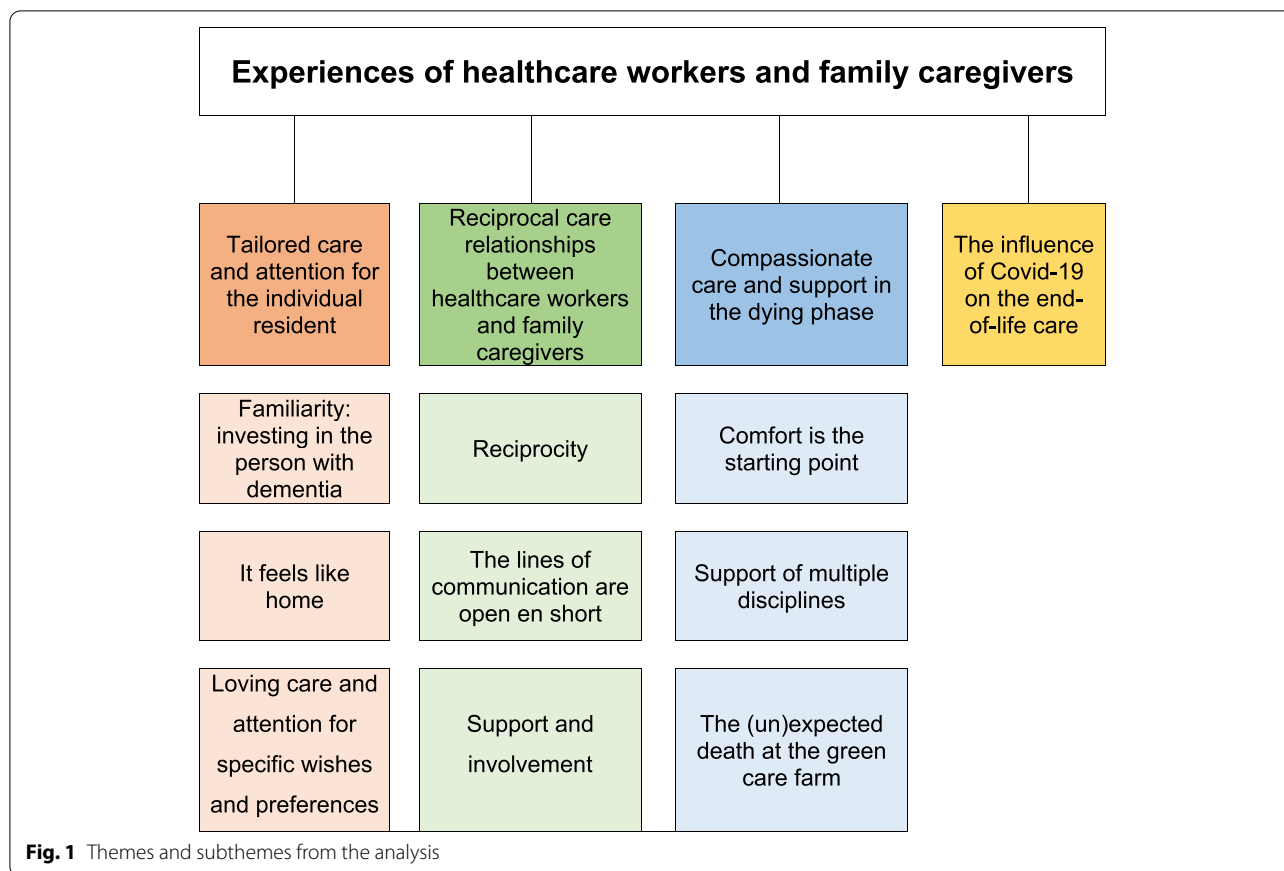 Experiences of healthcare workers and family caregivers
Tailored care
and attention for
the individual
resident
Reciprocal care
relationships
between
healthcare workers
and family
caregivers
Compassionate
care and support in
the dying phase
The influence
of Covid-19
on the end-
of-life care
Familiarity:
investing in the
person with
dementia
Reciprocity
Comfort is the
starting point
It feels like
home
The lines of
communication are
open en short
Support of multiple
disciplines
Loving care and
attention for
specific wishes
and preferences
Support and
involvement
The (un)expected
death at the green
care farm
Fig. 1 Themes and subthemes from the analysis